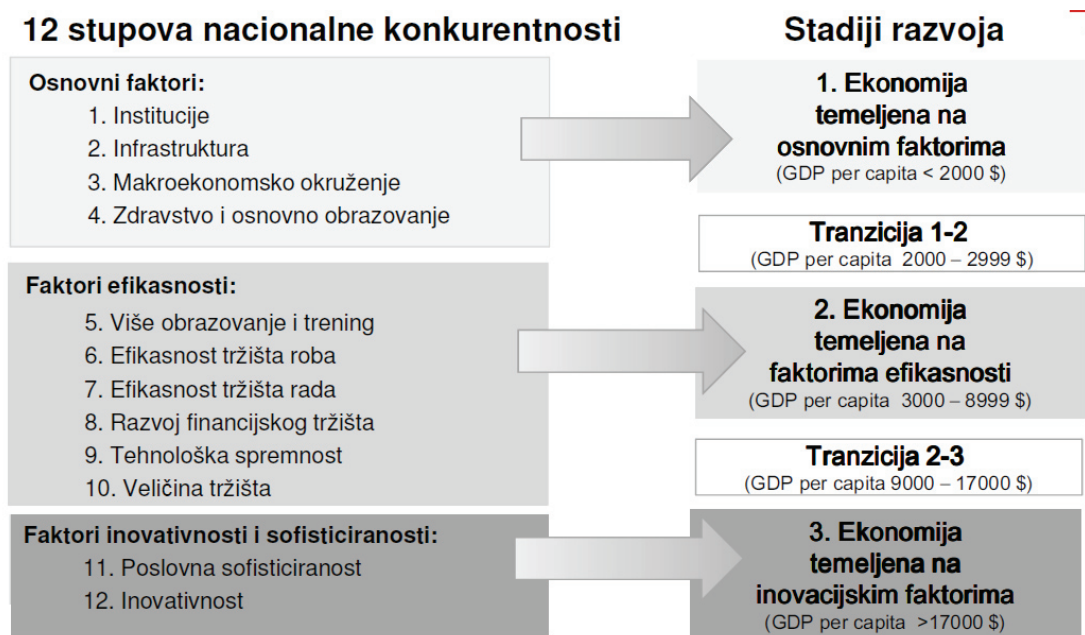 12 stupova nacionalne konkurentnosti
Osnovni faktori:
1. Institucije
2. Infrastruktura
3. Makroekonomsko okruženje
4. Zdravstvo i osnovno obrazovanje
Faktori efikasnosti:
5. Više obrazovanje i trening
6. Efikasnost tržišta roba
7. Efikasnost tržišta rada
8. Razvoj financijskog tržišta
9. Tehnološka spremnost
10. Veličina tržišta
Faktori inovativnosti i sofisticiranosti:
11. Poslovna sofisticiranost
12. Inovativnost
Stadiji razvoja
1. Ekonomija
temeljena na
osnovnim faktorima
(GDP per capita < 2000 $)
Tranzicija 1-2
(GDP per capita 2000 – 2999 $)
2. Ekonomija
temeljena na
faktorima efikasnosti
(GDP per capita 3000 – 8999 $)
Tranzicija 2-3
(GDP per capita 9000 – 17000 $)
3. Ekonomija
temeljena na
inovacijskim faktorima
(GDP per capita >17000 $)